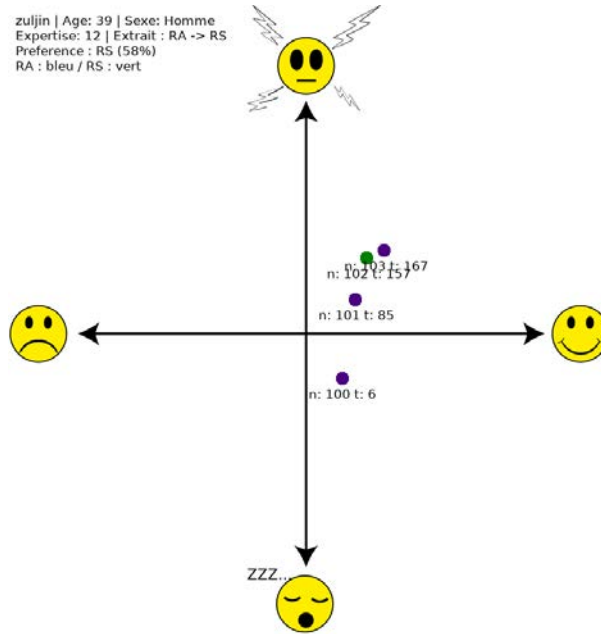 zuljin | Age: 39 | Sexe: Homme
Expertise: 12 | Extrait : RA -> RS
Preference : RS (58%)
RA : bleu / RS : vert
n: 103 t: 167
n: 102 t: 157
n: 101 t: 85
n: 100 t: 6
ZZZ...